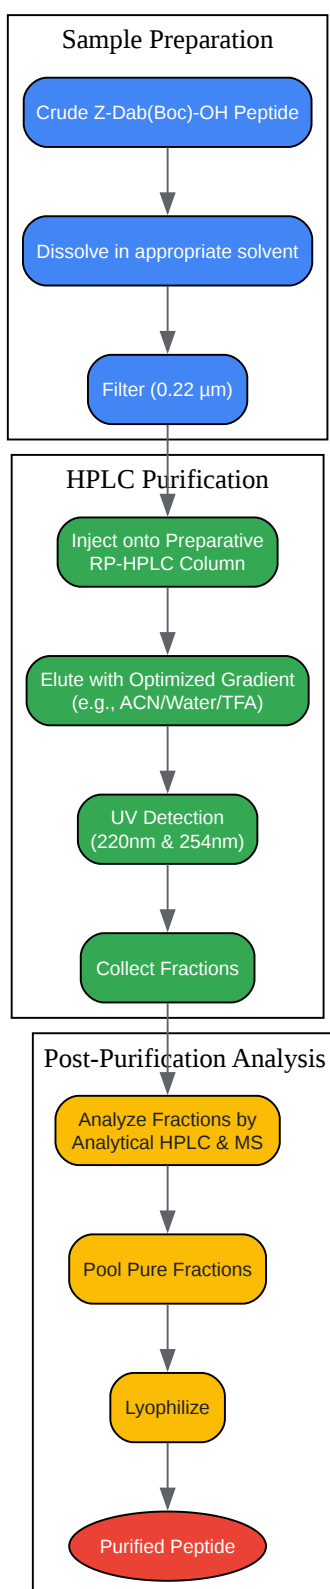 Sample Preparation
Crude Z-Dab(Boc)-OH Peptide
Dissolve in appropriate solvent
Filter (0.22 µm)
HPLC Purification
Inject onto Preparative
RP-HPLC Column
Elute with Optimized Gradient
(e.g., ACN/Water/TFA)
UV Detection
(220nm & 254nm)
Collect Fractions
Post-Purification Analysis
Analyze Fractions by
Analytical HPLC & MS
Pool Pure Fractions
Lyophilize
Purified Peptide